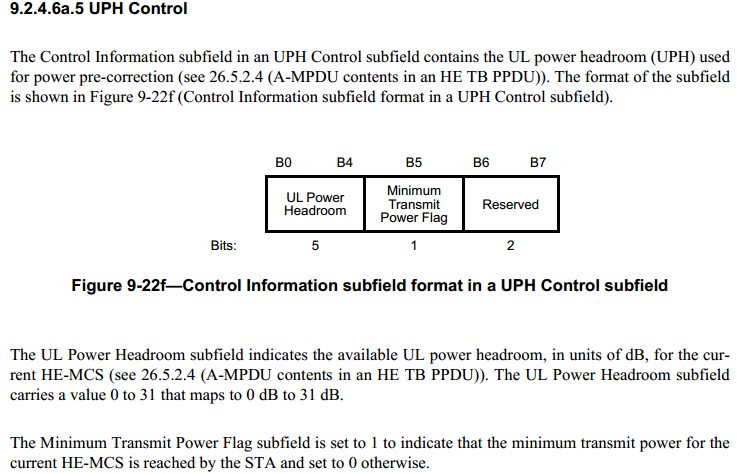 9.2.4.6a.5 UPH Control
The Control Information subfield in an UPH Control subfield contains the UL power headroom (UPH) used
for power pre-correction (see 26.5.2.4 (A-MPDU contents in an HE TB PPDU)). The format of the subfield
is shown in Figure 9-22f (Control Information subfield format in a UPH Control subfield).
B0 B4 B5 B6 B7
UL Power
Headroom
Minimum
Transmit
Power Flag
Reserved
Bits: 5 1 2
Figure 9-22f—Control Information subfield format in a UPH Control subfield
The UL Power Headroom subfield indicates the available UL power headroom, in units of dB, for the cur-
rent HE-MCS (see 26.5.2.4 (A-MPDU contents in an HE TB PPDU)). The UL Power Headroom subfield
carries a value 0 to 31 that maps to 0 dB to 31 dB.
The Minimum Transmit Power Flag subfield is set to 1 to indicate that the minimum transmit power for the
current HE-MCS is reached by the STA and set to 0 otherwise.